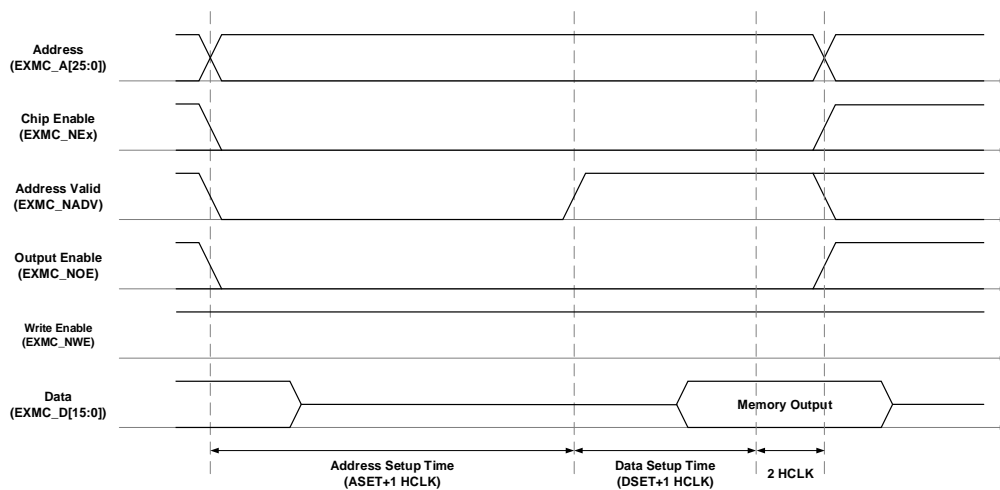 Address
(EXMC_A[25:0])
Chip Enable
(EXMC_NEx)
Address Valid
(EXMC_NADV)
Output Enable
(EXMC_NOE)
Write Enable
(EXMC_NWE)
Data
(EXMC_D[15:0])
Memory Output
Address Setup Time
(ASET+1 HCLK)
Data Setup Time
(DSET+1 HCLK)
2 HCLK